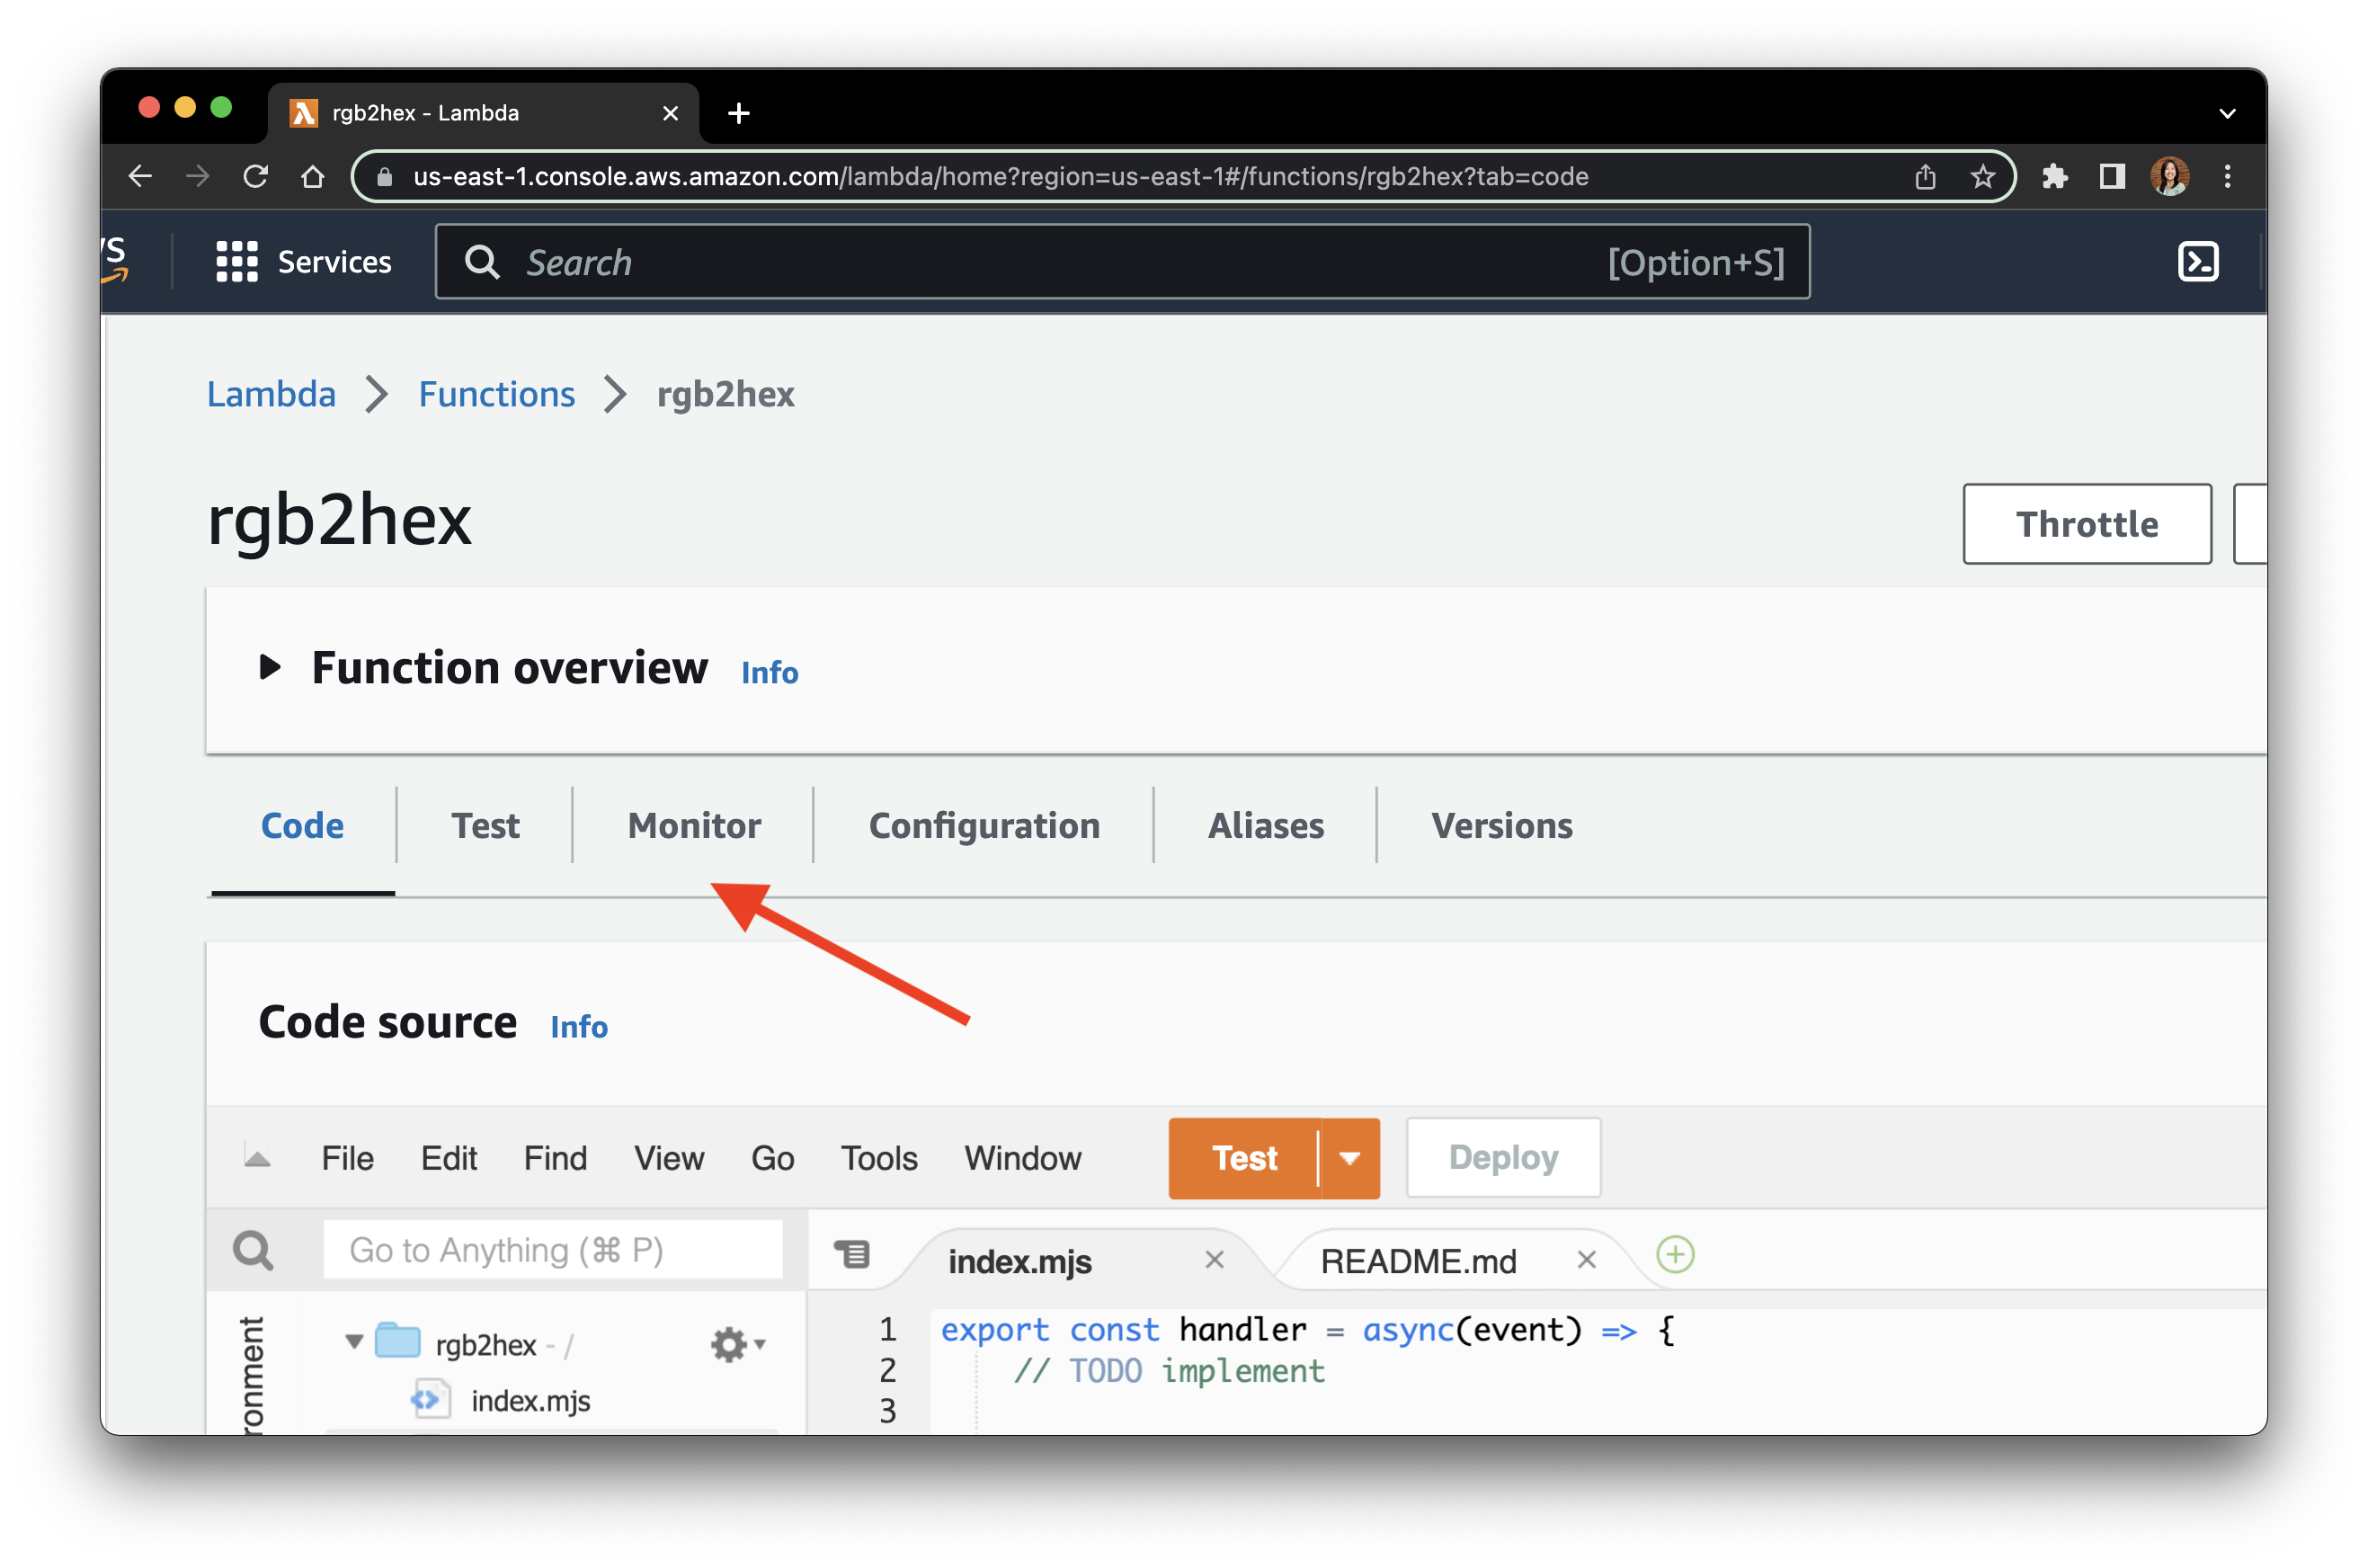 rgb2hex - Lambda
us-east-1.console.aws.amazon.com/lambda/home?region=us-east-1#/functions/rgb2hex?tab=code
Services
Search
[Option+S]
Lambda > Functions > rgb2hex
rgb2hex
Throttle
Function overview Info
Code Test Monitor Configuration Aliases Versions
Code source Info
File Edit Find View Go Tools Window Test Deploy
Go to Anything (⌘ P)
index.mjs
README.md
rgb2hex - /
index.mjs
1 export const handler = async(event) => {
2 // TODO implement
3